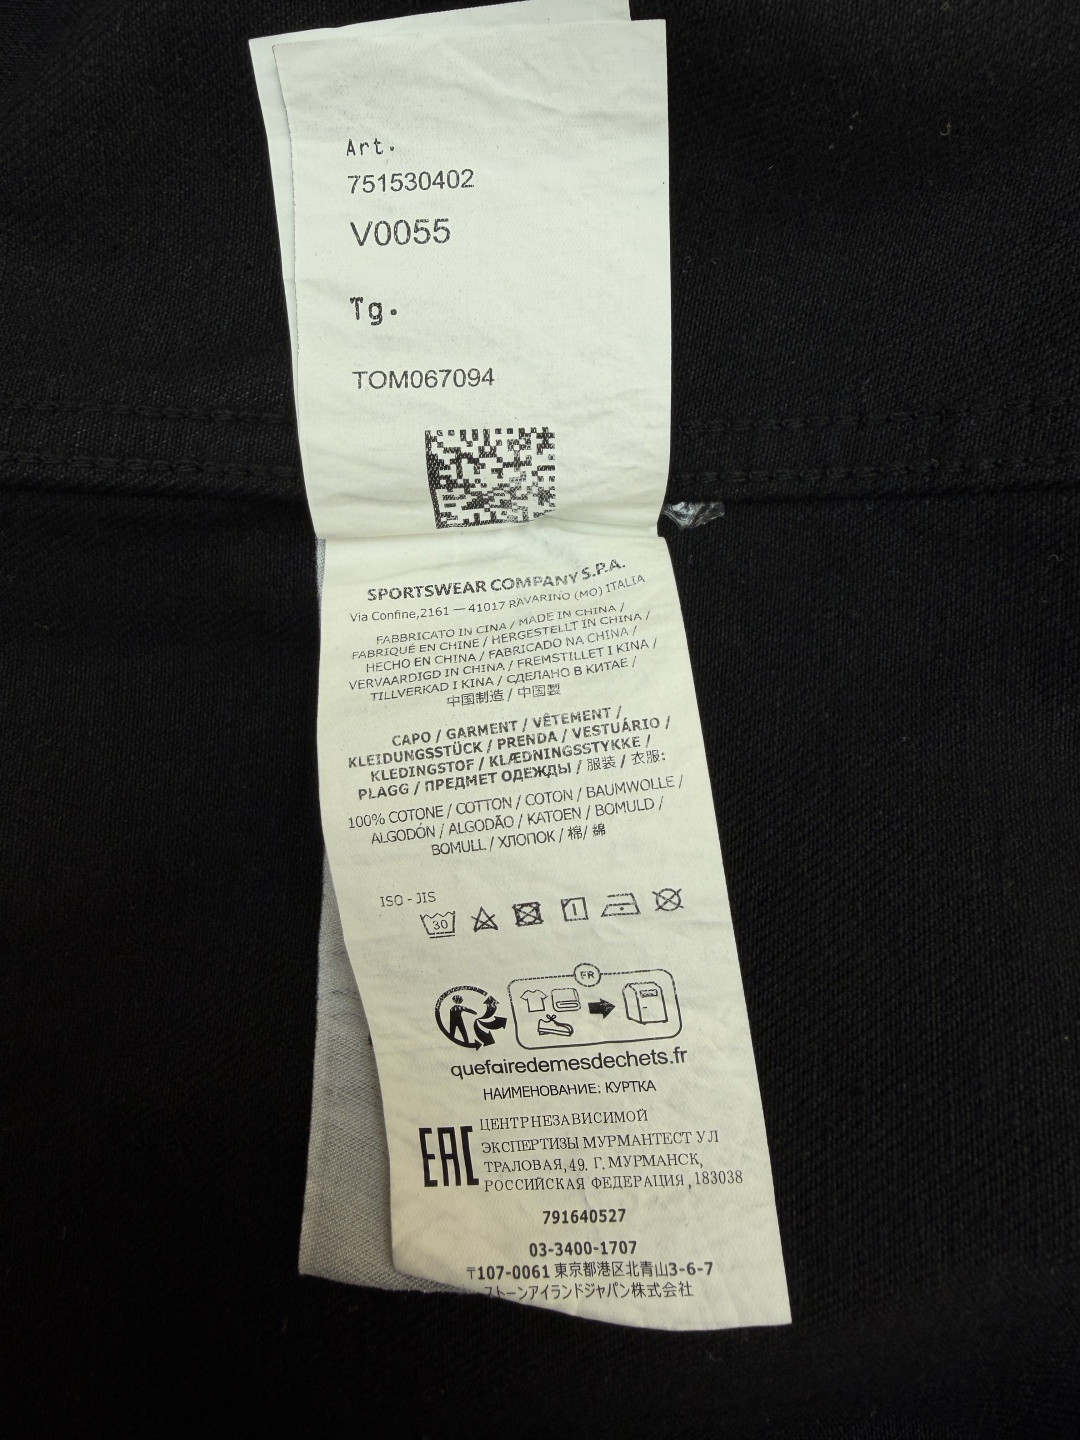 Art.
751530402
V0055
Tg.
TOM067094
SPORTSWEAR COMPANY S.P.A.
Via Confine,2161 — 41017 RAVARINO (MO) ITALIA
FABBRICATO IN CINA / MADE IN CHINA /
FABRIQUÉ EN CHINE / HERGESTELLT IN CHINA /
HECHO EN CHINA / FABRICADO NA CHINA /
VERVAARDIGD IN CHINA / FREMSTILLET I KINA /
TILLVERKAD I KINA / СДЕЛАНО В КИТАЕ /
中国制造 / 中国製
CAPO / GARMENT / VÊTEMENT /
KLEIDUNGSSTÜCK / PRENDA / VESTUÁRIO /
KLEDINGSTOF / KLÆDNINGSSTYKKE /
PLAGG / ПРЕДМЕТ ОДЕЖДЫ / 服装 / 衣服:
100% COTONE / COTTON / COTON / BAUMWOLLE /
ALGODÓN / ALGODÃO / KATOEN / BOMULD /
BOMULL / ХЛОПОК / 棉/ 綿
ISO - JIS
30
FR
quefairedemesdechets.fr
НАИМЕНОВАНИЕ: КУРТКА
EAC
ЦЕНТРНЕЗАВИСИМОЙ
ЭКСПЕРТИЗЫ МУРМАНТЕСТ УЛ
ТРАЛОВАЯ,49. Г. МУРМАНСК,
РОССИЙСКАЯ ФЕДЕРАЦИЯ ,183038
791640527
03-3400-1707
〒107-0061 東京都港区北青山3-6-7
ストーンアイランドジャパン株式会社